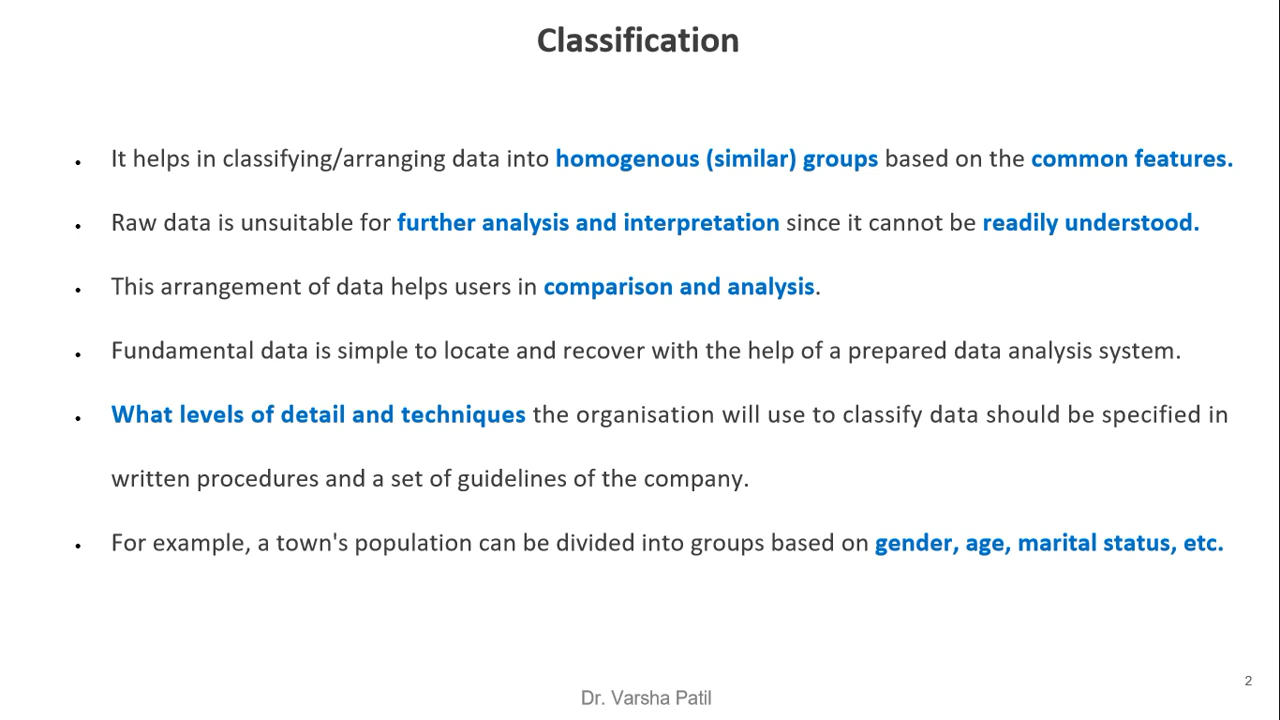 Classification
• It helps in classifying/arranging data into homogenous (similar) groups based on the common features.
• Raw data is unsuitable for further analysis and interpretation since it cannot be readily understood.
• This arrangement of data helps users in comparison and analysis.
• Fundamental data is simple to locate and recover with the help of a prepared data analysis system.
• What levels of detail and techniques the organisation will use to classify data should be specified in
written procedures and a set of guidelines of the company.
• For example, a town's population can be divided into groups based on gender, age, marital status, etc.
2
Dr. Varsha Patil